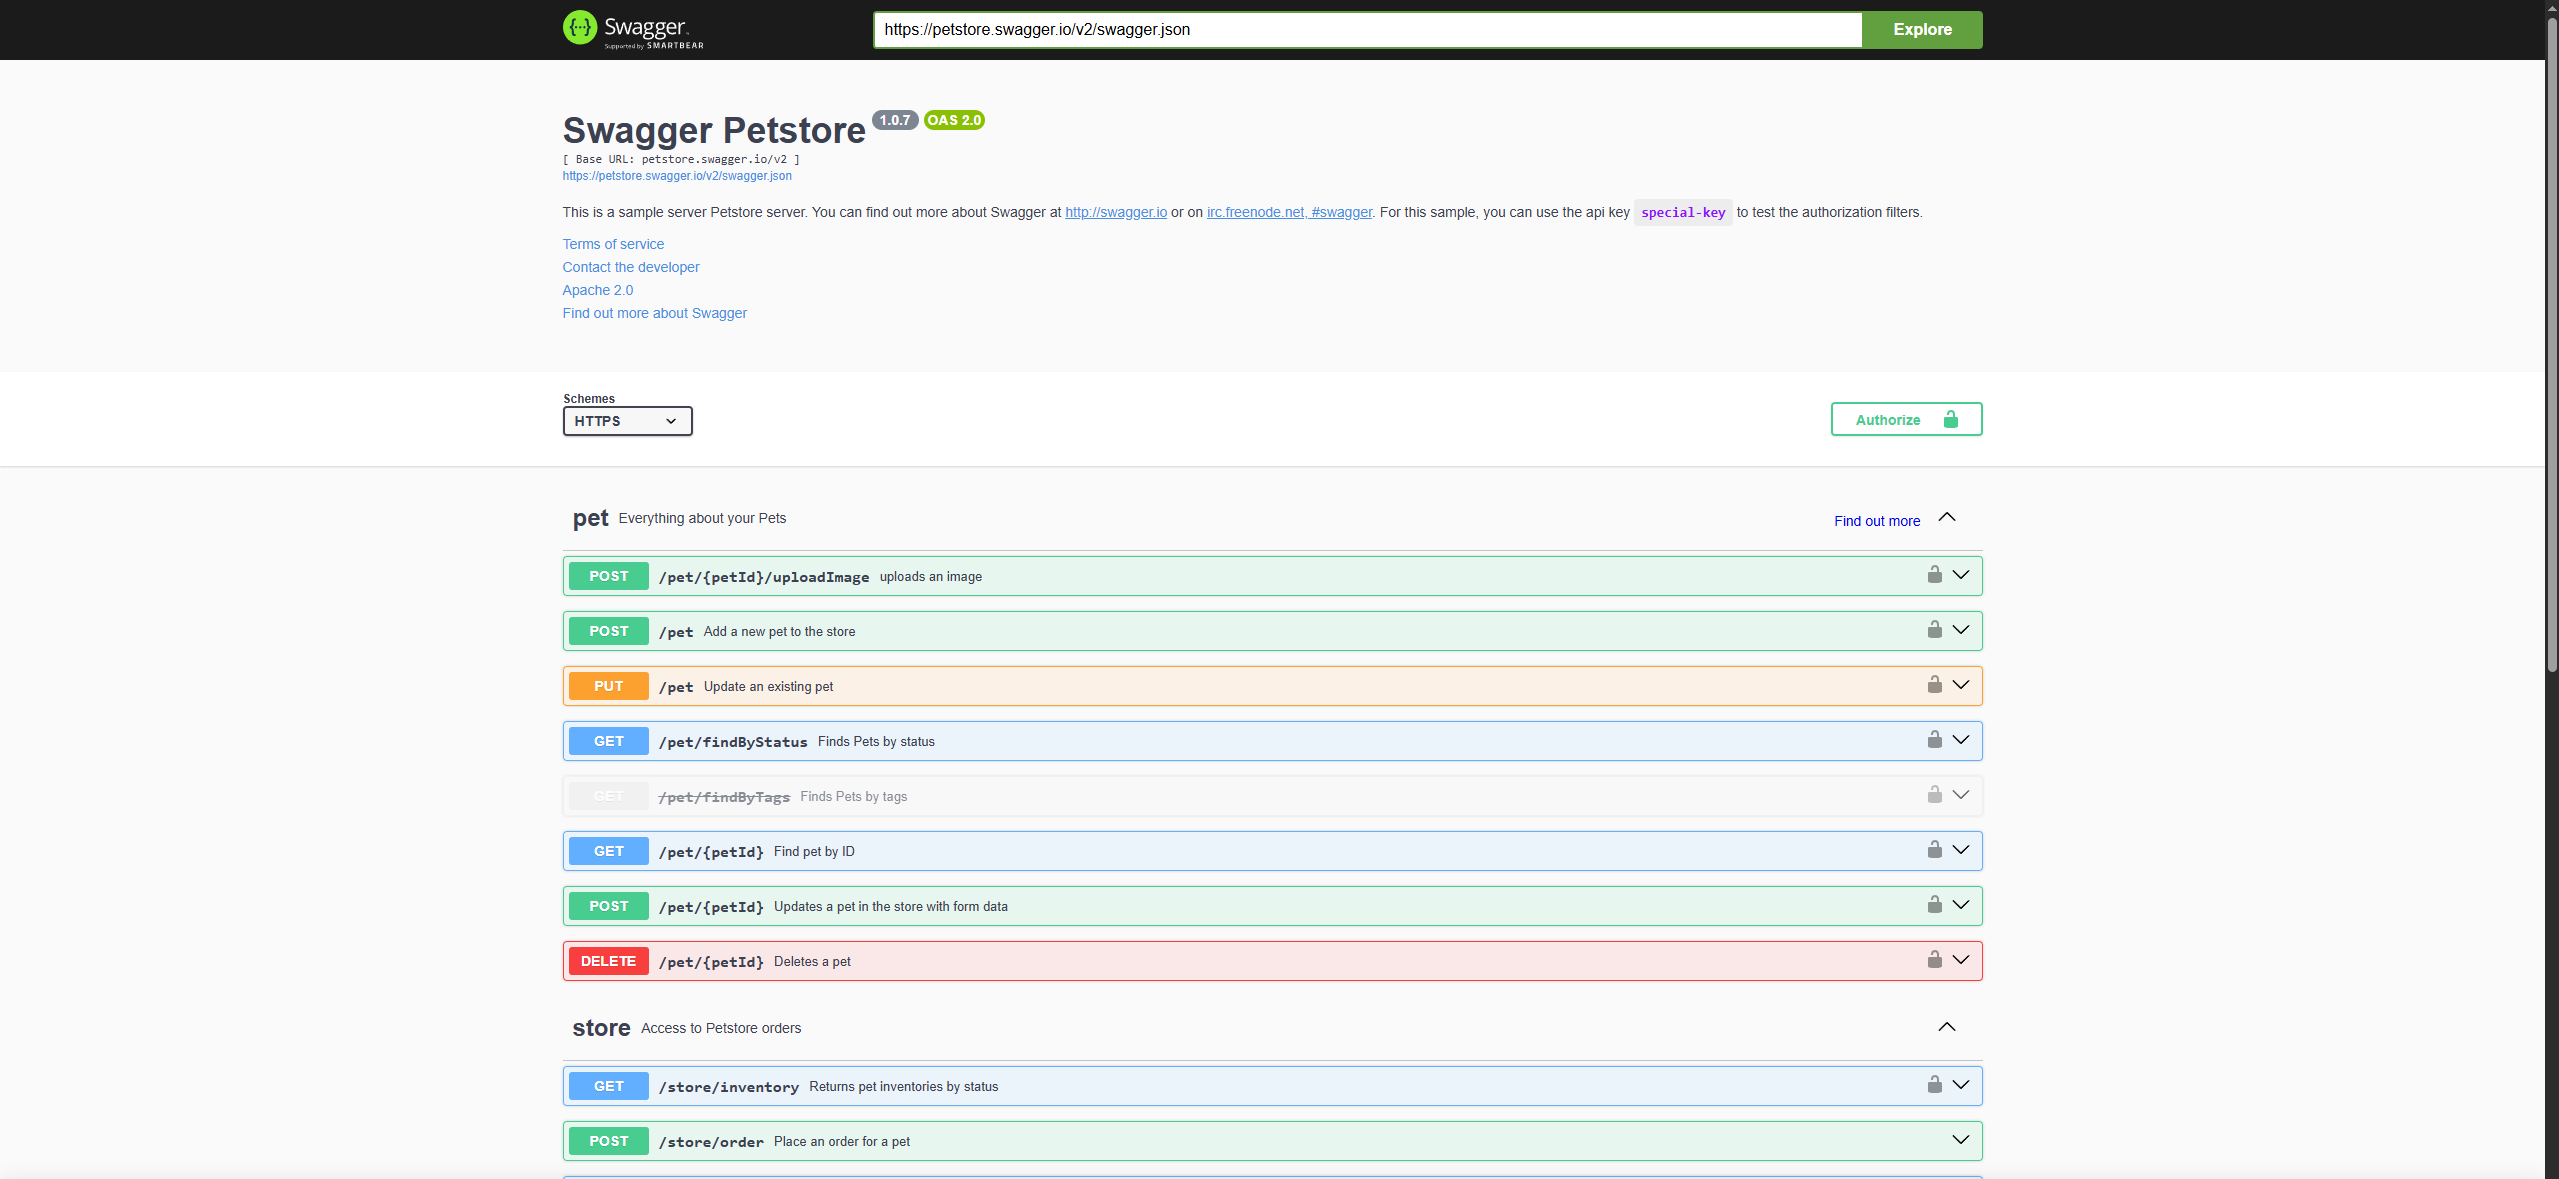 Swagger
Supported by SMARTBEAR
https://petstore.swagger.io/v2/swagger.json
Explore
Swagger Petstore 1.0.7 OAS 2.0
[ Base URL: petstore.swagger.io/v2 ]
https://petstore.swagger.io/v2/swagger.json
This is a sample server Petstore server. You can find out more about Swagger at http://swagger.io or on irc.freenode.net, #swagger. For this sample, you can use the api key special-key to test the authorization filters.
Terms of service
Contact the developer
Apache 2.0
Find out more about Swagger
Schemes
HTTPS
Authorize
pet Everything about your Pets Find out more
POST /pet/{petId}/uploadImage uploads an image
POST /pet Add a new pet to the store
PUT /pet Update an existing pet
GET /pet/findByStatus Finds Pets by status
GET /pet/findByTags Finds Pets by tags
GET /pet/{petId} Find pet by ID
POST /pet/{petId} Updates a pet in the store with form data
DELETE /pet/{petId} Deletes a pet
store Access to Petstore orders
GET /store/inventory Returns pet inventories by status
POST /store/order Place an order for a pet